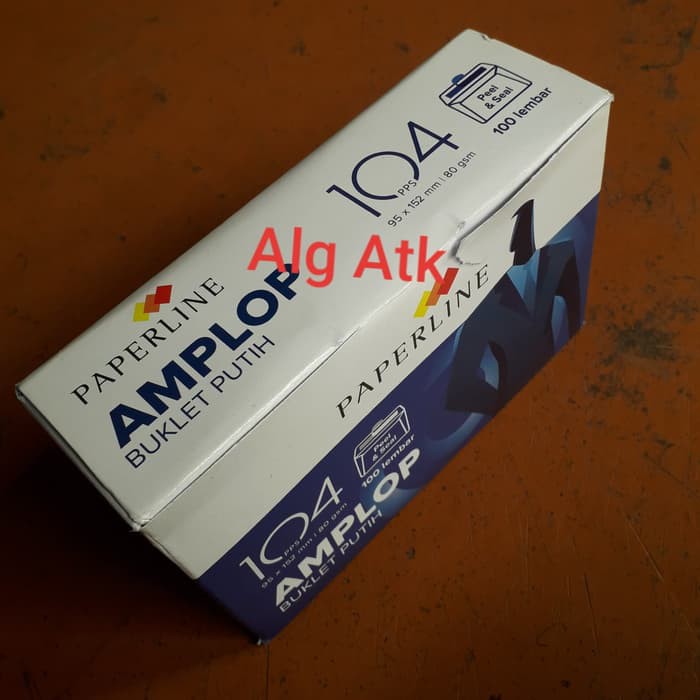 Peel
& Seal
100 lembar
104
PPS
95 x 152 mm | 80 gsm
Alg Atk
PAPERLINE
AMPLOP
BUKLET PUTIH
PAPERLINE
Peel
& Seal
100 lembar
104
PPS
95 x 152 mm | 80 gsm
AMPLOP
BUKLET PUTIH